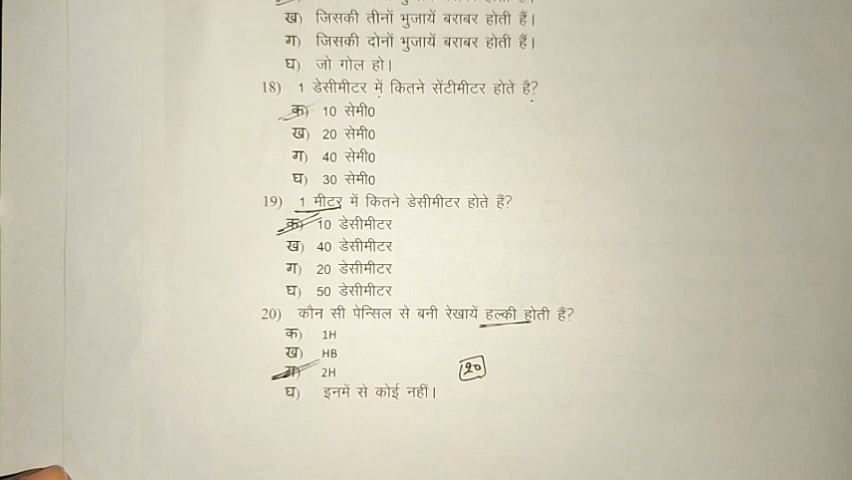 ख) जिसकी तीनों भुजायें बराबर होती हैं।
ग) जिसकी दोनों भुजायें बराबर होती हैं।
घ) जो गोल हो।
18) 1 डेसीमीटर में कितने सेंटीमीटर होते है?
क) 10 सेमी0
ख) 20 सेमी0
ग) 40 सेमी0
घ) 30 सेमी0
19) 1 मीटर में कितने डेसीमीटर होते हैं?
क) 10 डेसीमीटर
ख) 40 डेसीमीटर
ग) 20 डेसीमीटर
घ) 50 डेसीमीटर
20) कौन सी पेन्सिल से बनी रेखायें हल्की होती हैं?
क) 1H
ख) HB
ग) 2H
20
घ) इनमें से कोई नहीं।